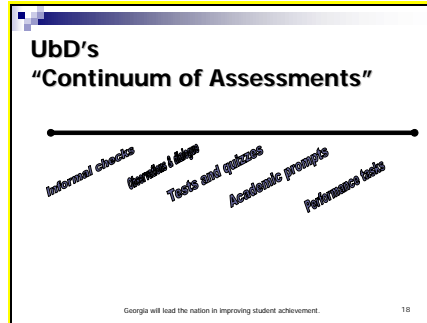 UbD's
“Continuum of Assessments”
Informal checks
Observations & dialogues
Tests and quizzes
Academic prompts
Performance tasks
Georgia will lead the nation in improving student achievement.
18